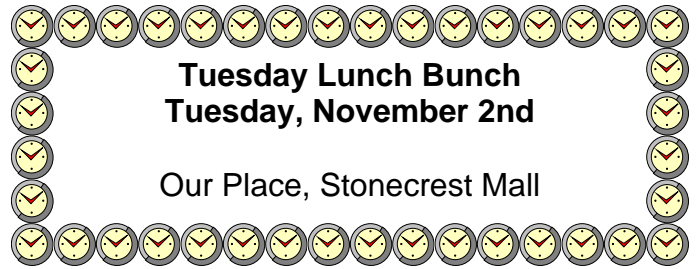 Tuesday Lunch Bunch
Tuesday, November 2nd
Our Place, Stonecrest Mall